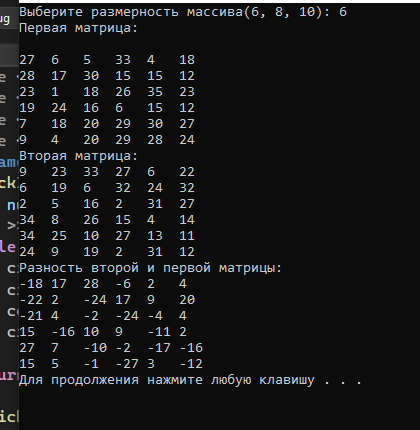 Выберите размерность массива(6, 8, 10): 6
Первая матрица:
27 6 5 33 4 18
28 17 30 15 15 12
23 1 18 26 35 23
19 24 16 6 15 12
7 18 20 29 30 27
9 4 20 29 28 24
Вторая матрица:
9 23 33 27 6 22
6 19 6 32 24 32
2 5 16 2 31 27
34 8 26 15 4 14
34 25 10 27 13 11
24 9 19 2 31 12
Разность второй и первой матрицы:
-18 17 28 -6 2 4
-22 2 -24 17 9 20
-21 4 -2 -24 -4 4
15 -16 10 9 -11 2
27 7 -10 -2 -17 -16
15 5 -1 -27 3 -12
Для продолжения нажмите любую клавишу . . .